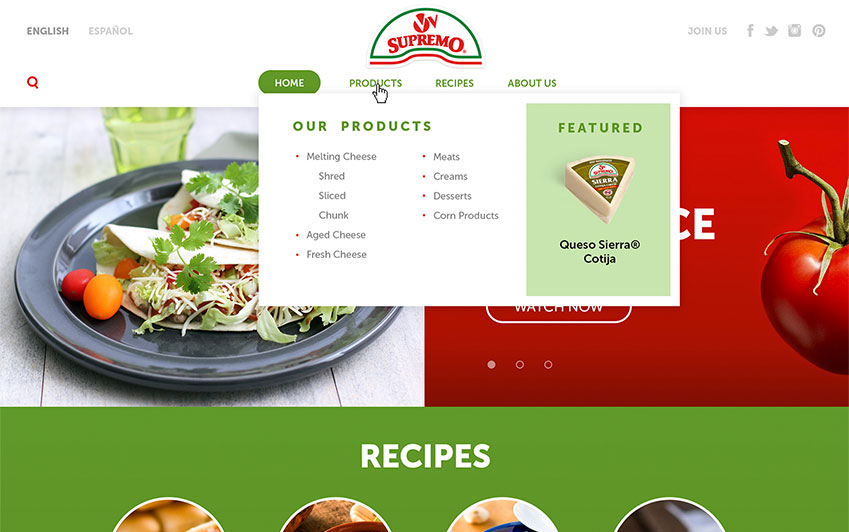 ENGLISH
ESPAÑOL
JOIN US
V&V
SUPREMO®
HOME
PRODUCTS
RECIPES
ABOUT US
OUR PRODUCTS
• Melting Cheese
Shred
Sliced
Chunk
• Aged Cheese
• Fresh Cheese
• Meats
• Creams
• Desserts
• Corn Products
FEATURED
SUPREMO
SIERRA
Queso Sierra®
Cotija
CE
WATCH NOW
RECIPES